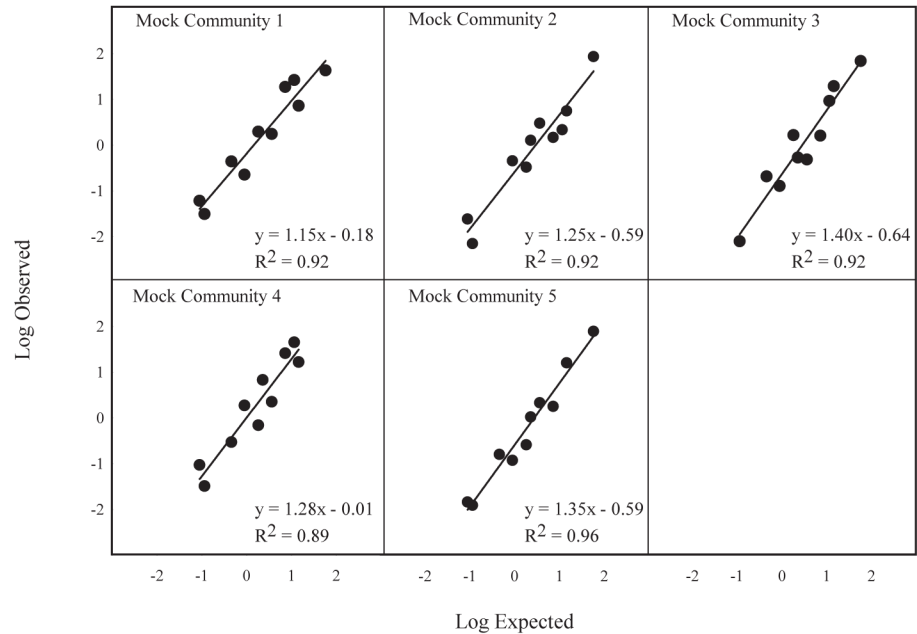 Mock Community 1
Mock Community 2
Mock Community 3
2
1
0
-1
-2
y = 1.15x - 0.18
R2 = 0.92
y = 1.25x - 0.59
R2 = 0.92
y = 1.40x - 0.64
R2 = 0.92
Log Observed
Mock Community 4
Mock Community 5
2
1
0
-1
-2
y = 1.28x - 0.01
R2 = 0.89
y = 1.35x - 0.59
R2 = 0.96
-2 -1 0 1 2 -2 -1 0 1 2 -2 -1 0 1 2
Log Expected